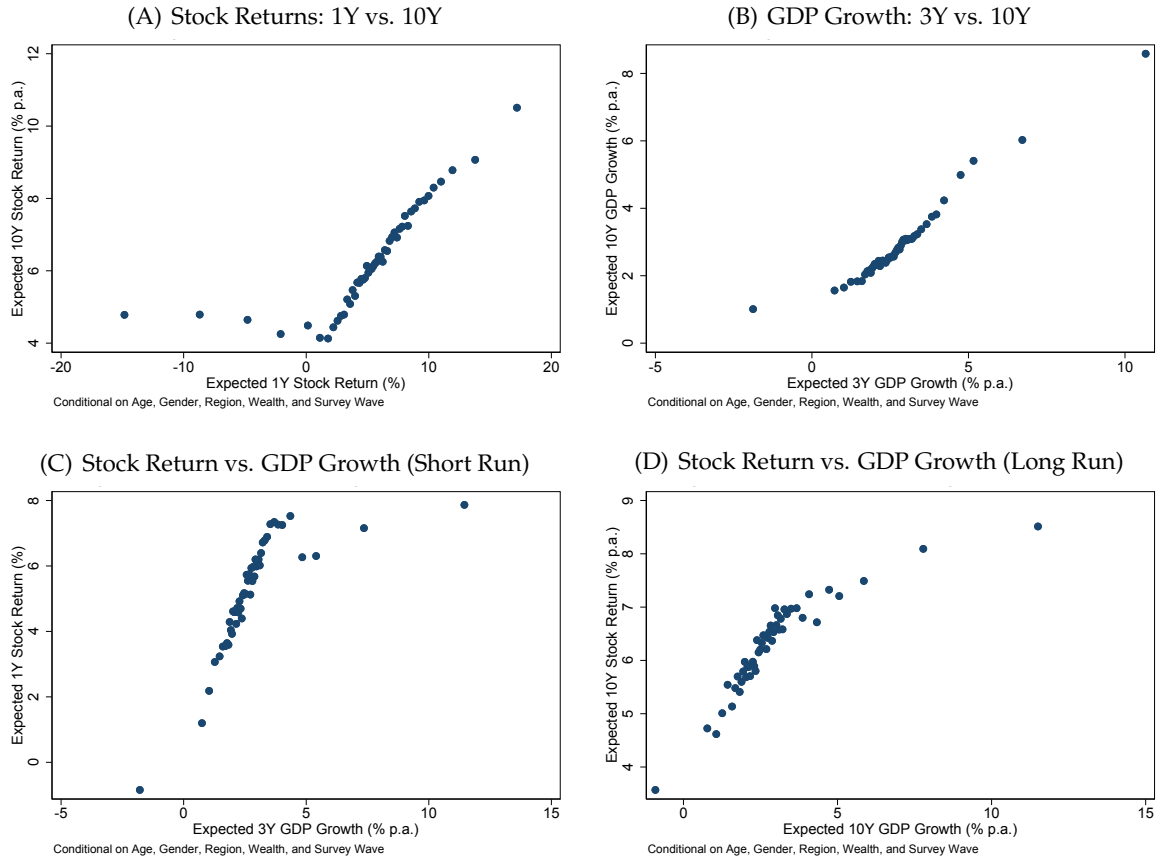 (A) Stock Returns: 1Y vs. 10Y
Expected 10Y Stock Return (% p.a.)
12
10
8
6
4
-20
-10
0
10
20
Expected 1Y Stock Return (%)
Conditional on Age, Gender, Region, Wealth, and Survey Wave
(B) GDP Growth: 3Y vs. 10Y
Expected 10Y GDP Growth (% p.a.)
8
6
4
2
0
-5
0
5
10
Expected 3Y GDP Growth (% p.a.)
Conditional on Age, Gender, Region, Wealth, and Survey Wave
(C) Stock Return vs. GDP Growth (Short Run)
Expected 1Y Stock Return (%)
8
6
4
2
0
-5
0
5
10
15
Expected 3Y GDP Growth (% p.a.)
Conditional on Age, Gender, Region, Wealth, and Survey Wave
(D) Stock Return vs. GDP Growth (Long Run)
Expected 10Y Stock Return (% p.a.)
9
8
7
6
5
4
0
5
10
15
Expected 10Y GDP Growth (% p.a.)
Conditional on Age, Gender, Region, Wealth, and Survey Wave